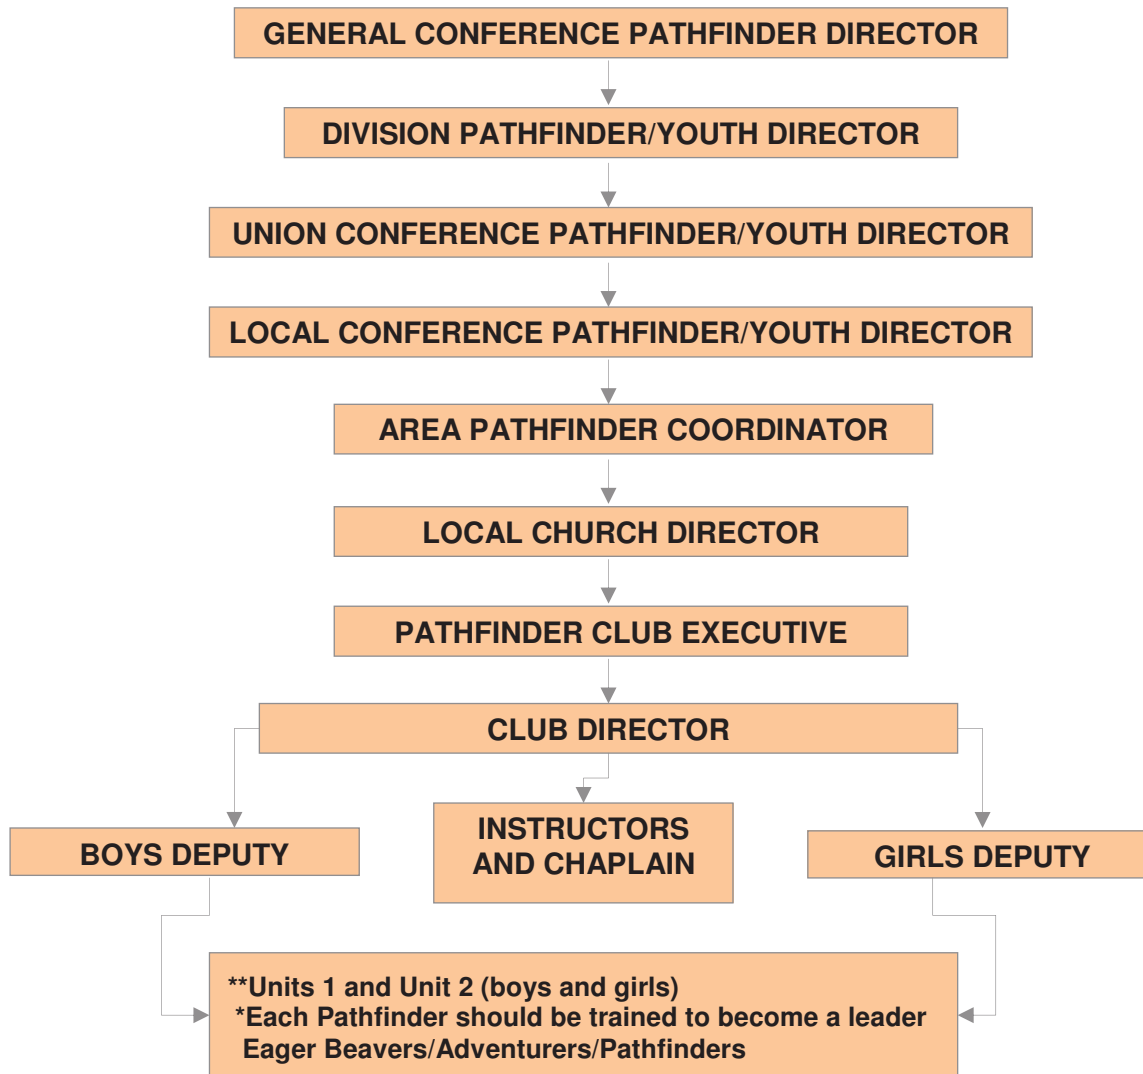 GENERAL CONFERENCE PATHFINDER DIRECTOR
DIVISION PATHFINDER/YOUTH DIRECTOR
UNION CONFERENCE PATHFINDER/YOUTH DIRECTOR
LOCAL CONFERENCE PATHFINDER/YOUTH DIRECTOR
AREA PATHFINDER COORDINATOR
LOCAL CHURCH DIRECTOR
PATHFINDER CLUB EXECUTIVE
CLUB DIRECTOR
BOYS DEPUTY
INSTRUCTORS
AND CHAPLAIN
GIRLS DEPUTY
**Units 1 and Unit 2 (boys and girls)
*Each Pathfinder should be trained to become a leader
Eager Beavers/Adventurers/Pathfinders